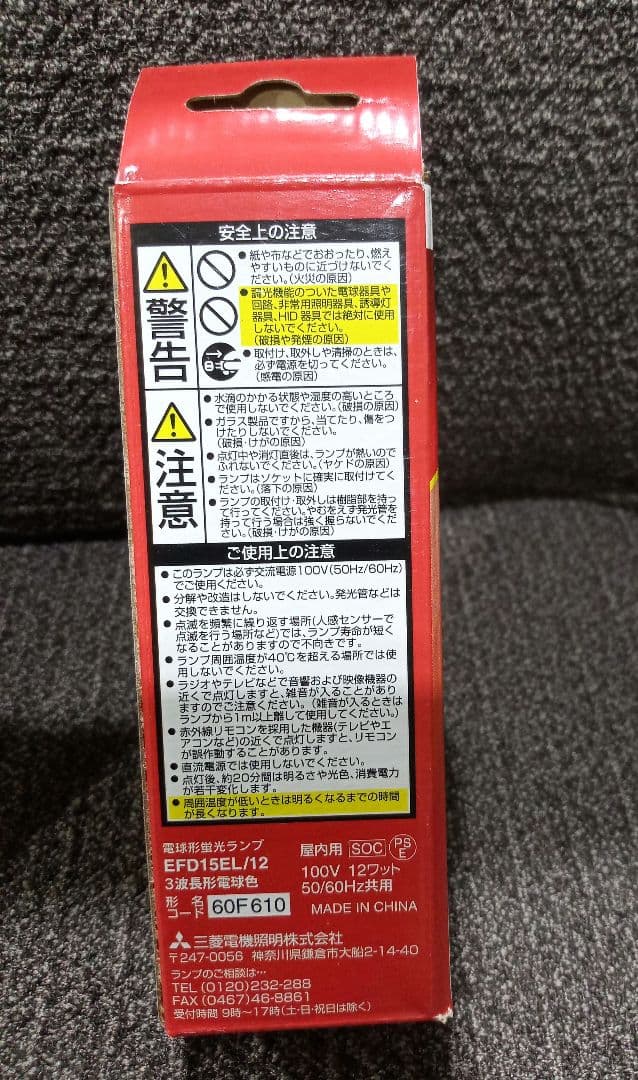 安全上の注意
警告
●紙や布などでおおったり、燃え
やすいものに近づけないでく
ださい。(火災の原因)
●調光機能のついた電球器具や
回路、非常用照明器具、誘導灯
器具、HID 器具では絶対に使用
しないでください。
(破損や発煙の原因)
●取付け、取外しや清掃のときは、
必ず電源を切ってください。
(感電の原因)
注意
●水滴のかかる状態や湿度の高いところ
で使用しないでください。(破損の原因)
●ガラス製品ですから、当てたり、傷をつ
けたりしないでください。
(破損・けがの原因)
●点灯中や消灯直後は、ランプが熱いので
ふれないでください。(ヤケドの原因)
●ランプはソケットに確実に取付けてく
ださい。(落下の原因)
●ランプの取付け・取外しは樹脂部を持っ
て行ってください。やむをえず発光管を
持って行う場合は強く握らないでくだ
さい。(破損・けがの原因)
ご使用上の注意
●このランプは必ず交流電源100V(50Hz/60Hz)
でご使用ください。
●分解や改造はしないでください。発光管などは
交換できません。
●点滅を頻繁に繰り返す場所(人感センサーで
点滅を行う場所など)では、ランプ寿命が短く
なることがありますので不向きです。
●ランプ周囲温度が40℃を超える場所では使
用しないでください。
●ラジオやテレビなどで音響および映像機器の
近くで点灯しますと、雑音が入ることがあり
ますのでご注意ください。(雑音が入るときは
ランプから1m以上離して使用してください。)
●赤外線リモコンを採用した機器(テレビやエ
アコンなど)の近くで点灯しますと、リモコン
が誤作動することがあります。
●直流電源では使用しないでください。
●点灯後、約20分間は明るさや光色、消費電力
が若干変化します。
●周囲温度が低いときは明るくなるまでの時間
が長くなります。
電球形蛍光ランプ
EFD15EL/12
3波長形電球色
屋内用 SOC PSE
100V 12ワット
50/60Hz共用
形名コード 60F610
MADE IN CHINA
三菱電機照明株式会社
〒247-0056 神奈川県鎌倉市大船2-14-40
ランプのご相談は…
TEL (0120)232-288
FAX (0467)46-8861
受付時間 9時~17時(土・日・祝日は除く)